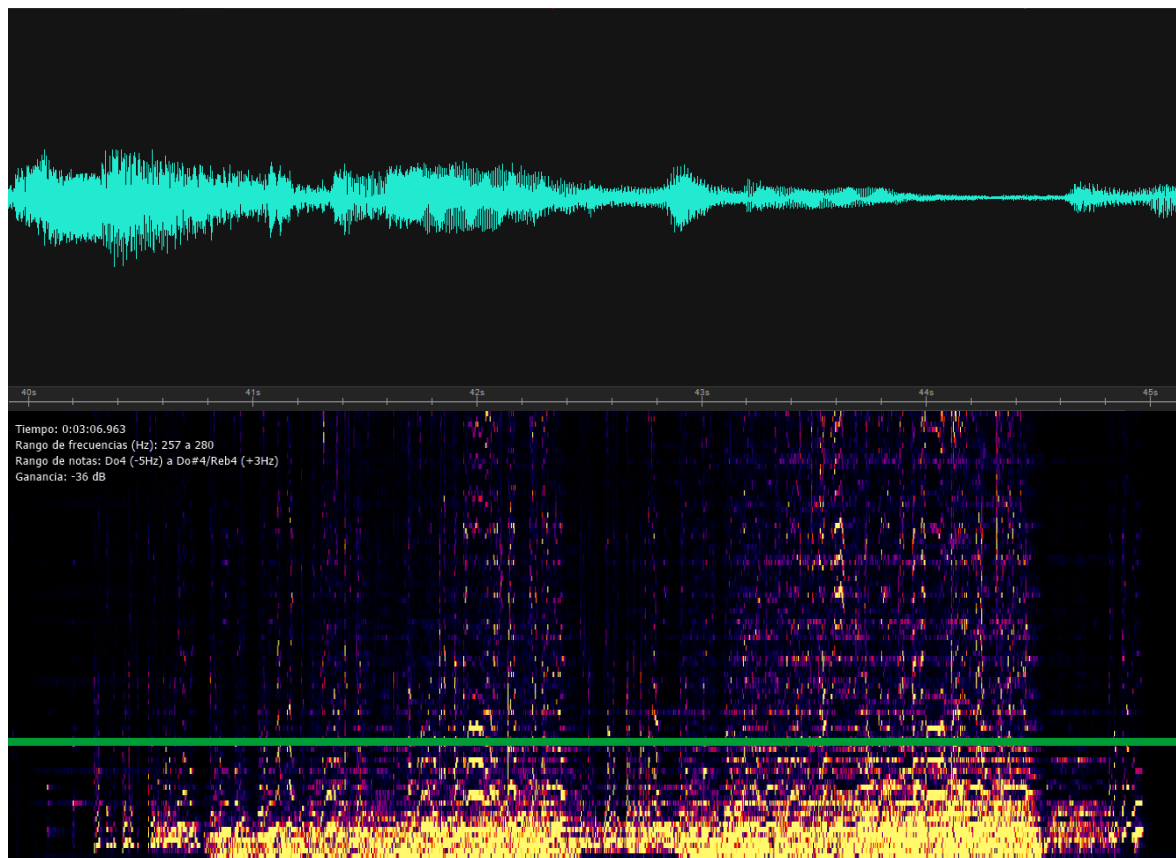 40s 41s 42s 43s 44s 45s
Tiempo: 0:03:06.963
Rango de frecuencias (Hz): 257 a 280
Rango de notas: Do4 (-5Hz) a Do#4/Reb4 (+3Hz)
Ganancia: -36 dB